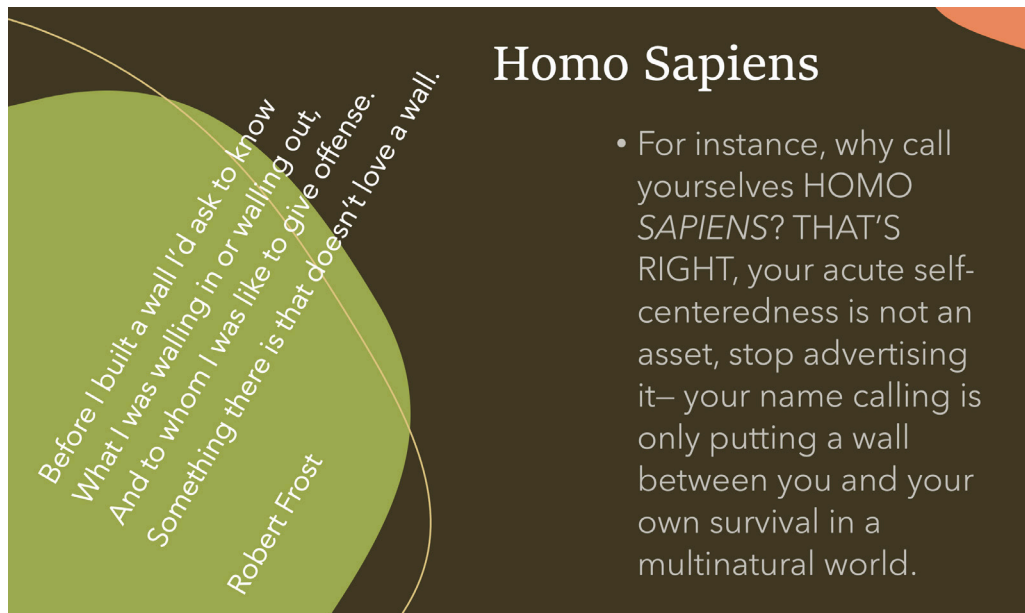 Before I built a wall I'd ask to know
What I was walling in or walling out,
And to whom I was like to give offense.
Something there is that doesn't love a wall.
Robert Frost
Homo Sapiens
• For instance, why call
yourselves HOMO
SAPIENS? THAT'S
RIGHT, your acute self-
centeredness is not an
asset, stop advertising
it– your name calling is
only putting a wall
between you and your
own survival in a
multinatural world.